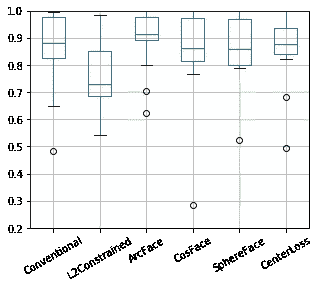 1.0
0.9
0.8
0.7
0.6
0.5
0.4
0.3
0.2
Conventional
L2Constrained
ArcFace
CosFace
SphereFace
CenterLoss